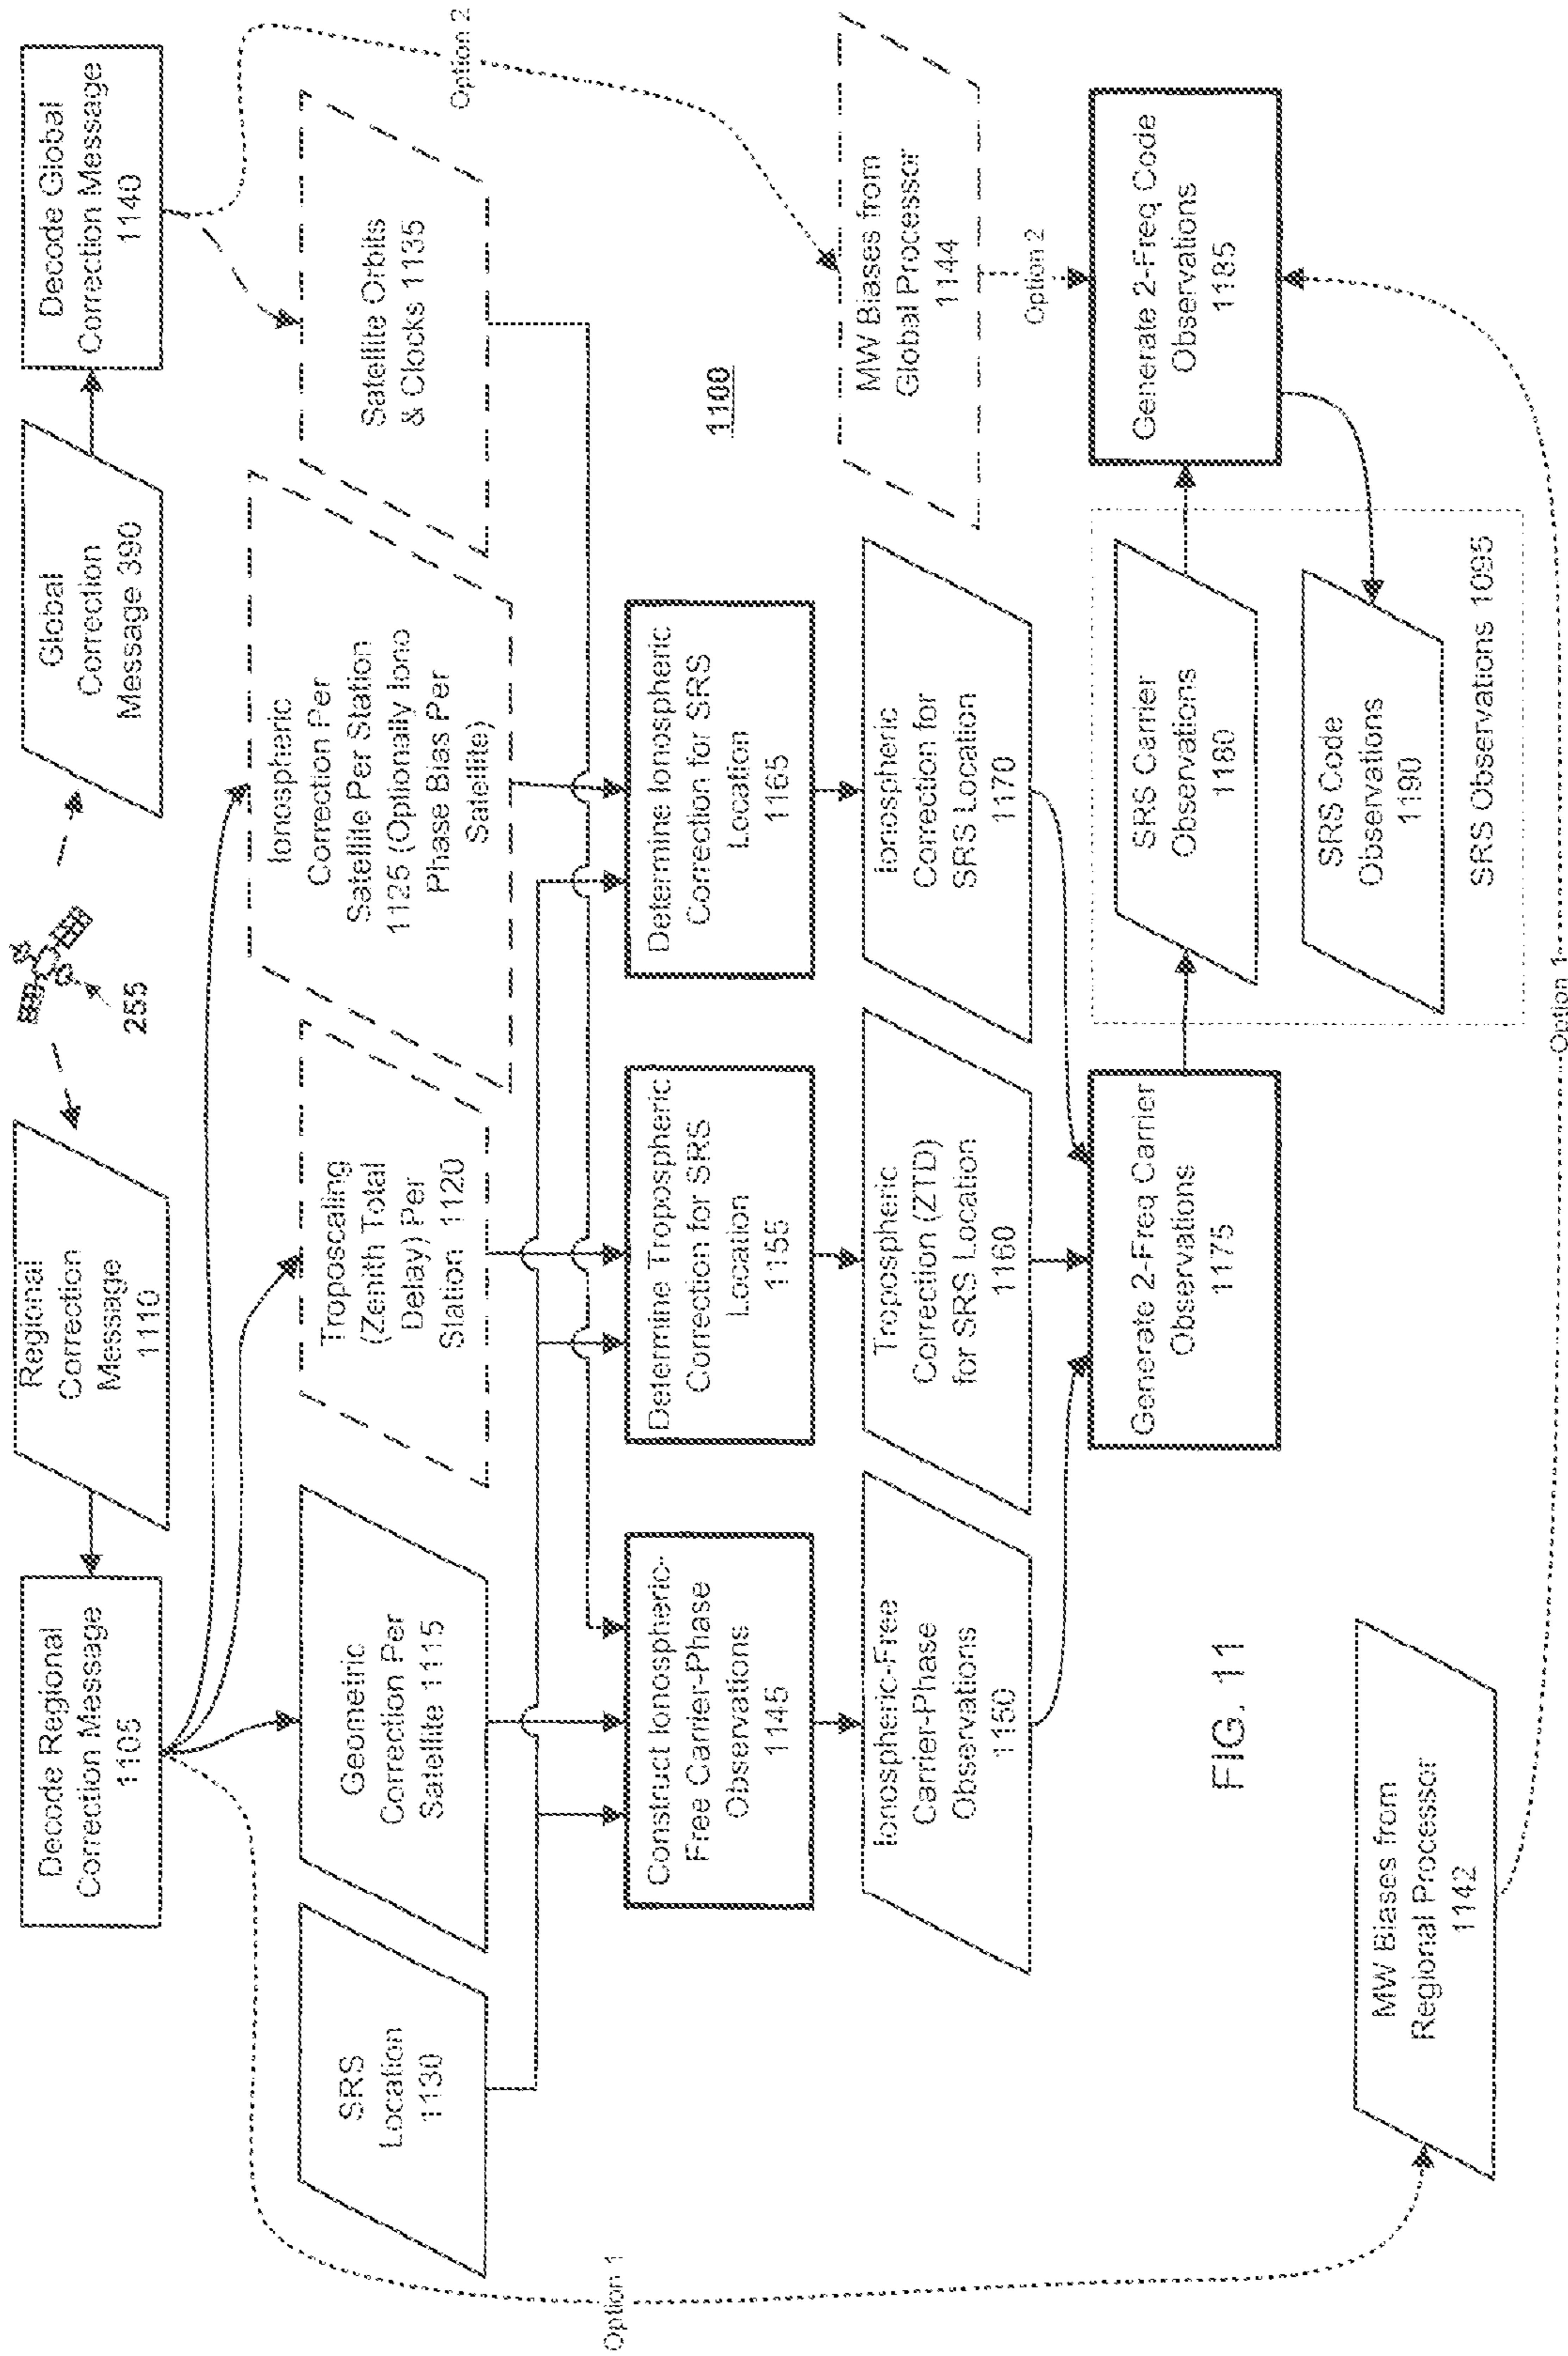 Decode Regional
Correction Message
1105
Regional
Correction
Message
1110
255
Global
Correction
Message 390
Decode Global
Correction Message
1140
SRS
Location
1130
Geometric
Correction Per
Satellite 1115
Troposcaling
(Zenith Total
Delay) Per
Station 1120
Ionospheric
Correction Per
Satellite Per Station
1125 (Optionally Iono
Phase Bias Per
Satellite)
Satellite Orbits
& Clocks 1135
Option 2
Option 1
Construct Ionospheric-
Free Carrier-Phase
Observations
1145
Determine Tropospheric
Correction for SRS
Location
1155
Determine Ionospheric
Correction for SRS
Location
1165
1100
Ionospheric-Free
Carrier-Phase
Observations
1150
Tropospheric
Correction (ZTD)
for SRS Location
1160
Ionospheric
Correction for
SRS Location
1170
MW Biases from
Global Processor
1144
Option 2
Generate 2-Freq Carrier
Observations
1175
SRS Carrier
Observations
1180
Generate 2-Freq Code
Observations
1185
SRS Code
Observations
1190
SRS Observations 1095
FIG. 11
MW Biases from
Regional Processor
1142
Option 1